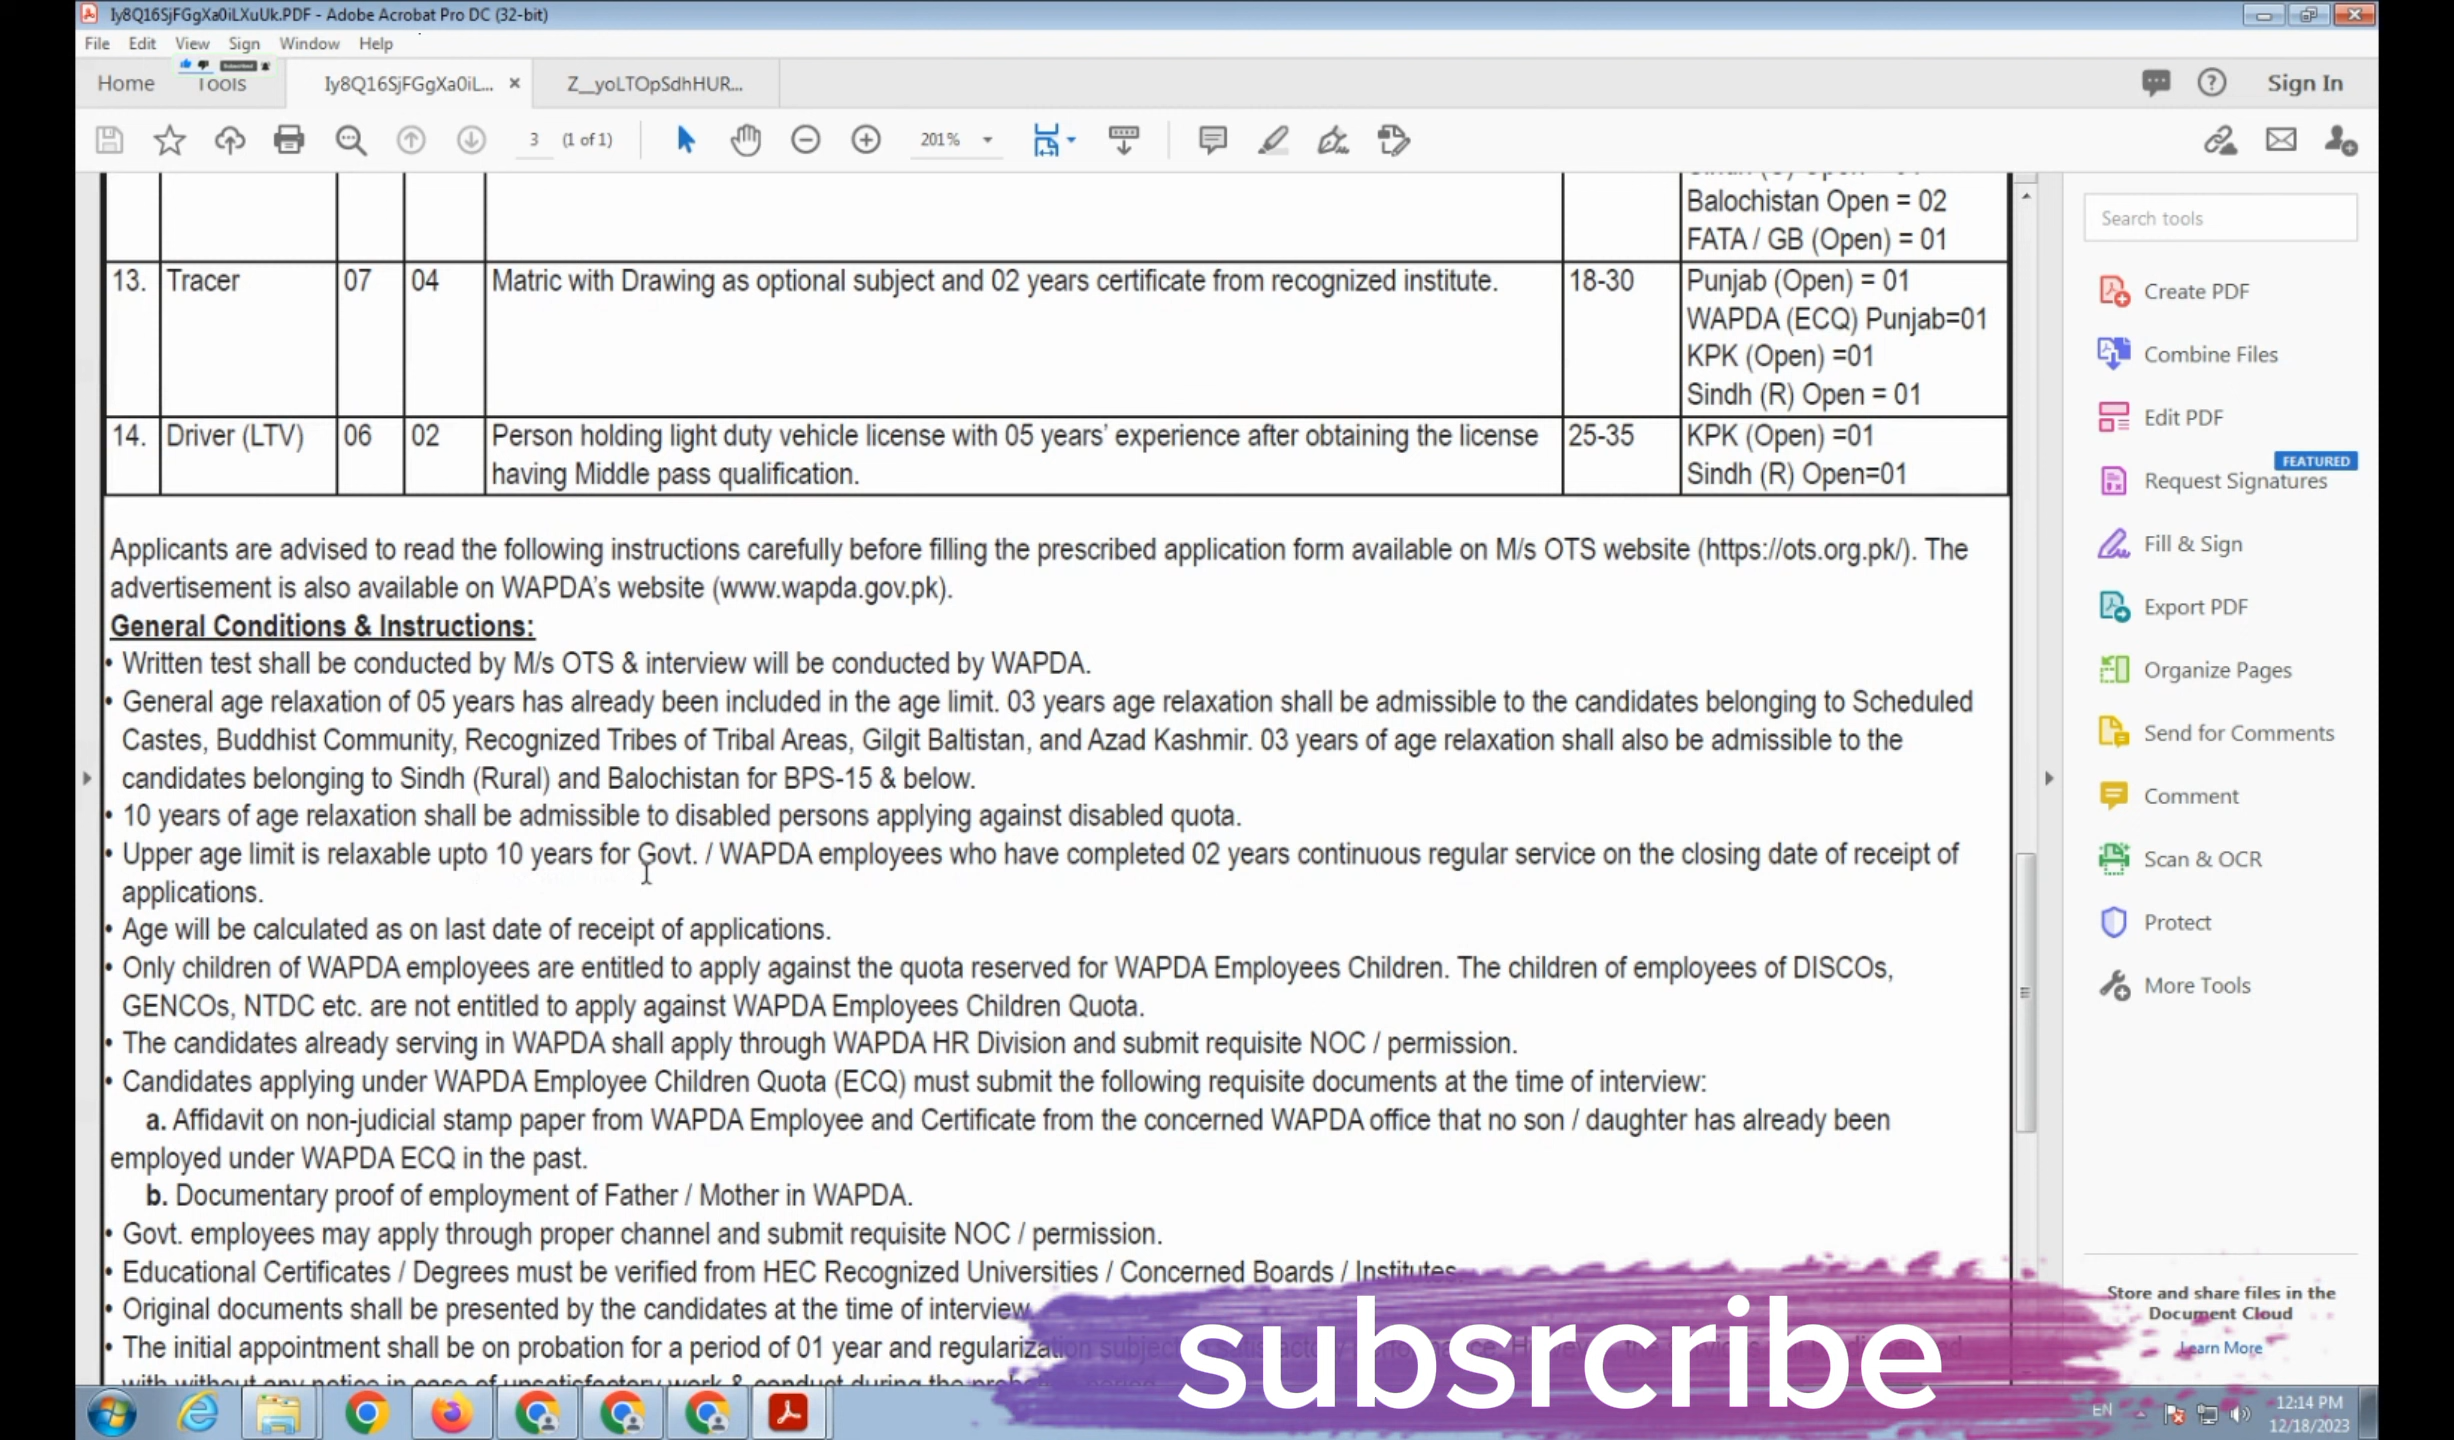 Iy8Q16SjFGgXa0iLXuUk.PDF - Adobe Acrobat Pro DC (32-bit)
File Edit View Sign Window Help
Home Tools Iy8Q16SjFGgXa0iL... Z__yoLTOpSdhHUR... Sign In
3 (1 of 1) 201%
Balochistan Open = 02
FATA / GB (Open) = 01
13. Tracer 07 04 Matric with Drawing as optional subject and 02 years certificate from recognized institute. 18-30 Punjab (Open) = 01
WAPDA (ECQ) Punjab=01
KPK (Open) =01
Sindh (R) Open = 01
14. Driver (LTV) 06 02 Person holding light duty vehicle license with 05 years’ experience after obtaining the license 25-35 KPK (Open) =01
having Middle pass qualification. Sindh (R) Open=01
Applicants are advised to read the following instructions carefully before filling the prescribed application form available on M/s OTS website (https://ots.org.pk/). The
advertisement is also available on WAPDA’s website (www.wapda.gov.pk).
General Conditions & Instructions:
• Written test shall be conducted by M/s OTS & interview will be conducted by WAPDA.
• General age relaxation of 05 years has already been included in the age limit. 03 years age relaxation shall be admissible to the candidates belonging to Scheduled
Castes, Buddhist Community, Recognized Tribes of Tribal Areas, Gilgit Baltistan, and Azad Kashmir. 03 years of age relaxation shall also be admissible to the
candidates belonging to Sindh (Rural) and Balochistan for BPS-15 & below.
• 10 years of age relaxation shall be admissible to disabled persons applying against disabled quota.
• Upper age limit is relaxable upto 10 years for Govt. / WAPDA employees who have completed 02 years continuous regular service on the closing date of receipt of
applications.
• Age will be calculated as on last date of receipt of applications.
• Only children of WAPDA employees are entitled to apply against the quota reserved for WAPDA Employees Children. The children of employees of DISCOs,
GENCOs, NTDC etc. are not entitled to apply against WAPDA Employees Children Quota.
• The candidates already serving in WAPDA shall apply through WAPDA HR Division and submit requisite NOC / permission.
• Candidates applying under WAPDA Employee Children Quota (ECQ) must submit the following requisite documents at the time of interview:
a. Affidavit on non-judicial stamp paper from WAPDA Employee and Certificate from the concerned WAPDA office that no son / daughter has already been
employed under WAPDA ECQ in the past.
b. Documentary proof of employment of Father / Mother in WAPDA.
• Govt. employees may apply through proper channel and submit requisite NOC / permission.
• Educational Certificates / Degrees must be verified from HEC Recognized Universities / Concerned Boards / Institutes.
• Original documents shall be presented by the candidates at the time of interview
• The initial appointment shall be on probation for a period of 01 year and regularization
with without any notice in case of unsatisfactory work & conduct during the
subsrcribe
Search tools
Create PDF
Combine Files
Edit PDF
FEATURED
Request Signatures
Fill & Sign
Export PDF
Organize Pages
Send for Comments
Comment
Scan & OCR
Protect
More Tools
Store and share files in the
Document Cloud
Learn More
EN 12:14 PM
12/18/2023